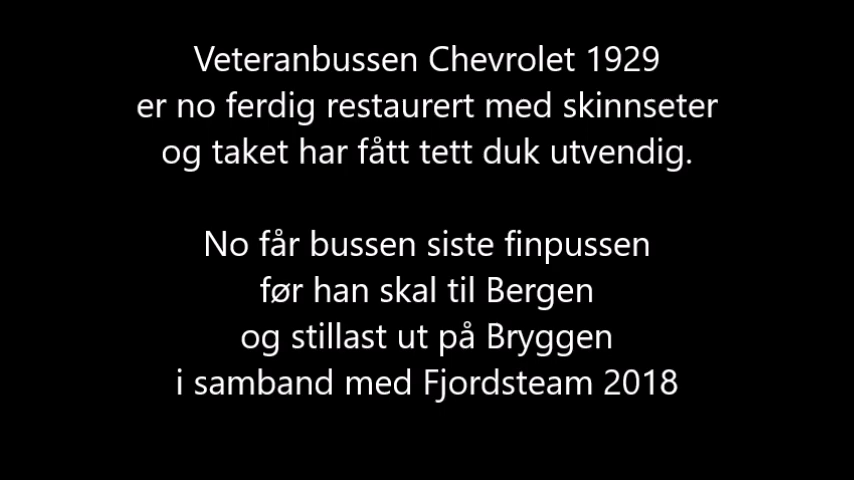 Veteranbussen Chevrolet 1929
er no ferdig restaurert med skinnseter
og taket har fått tett duk utvendig.
No får bussen siste finpussen
før han skal til Bergen
og stillast ut på Bryggen
i samband med Fjordsteam 2018